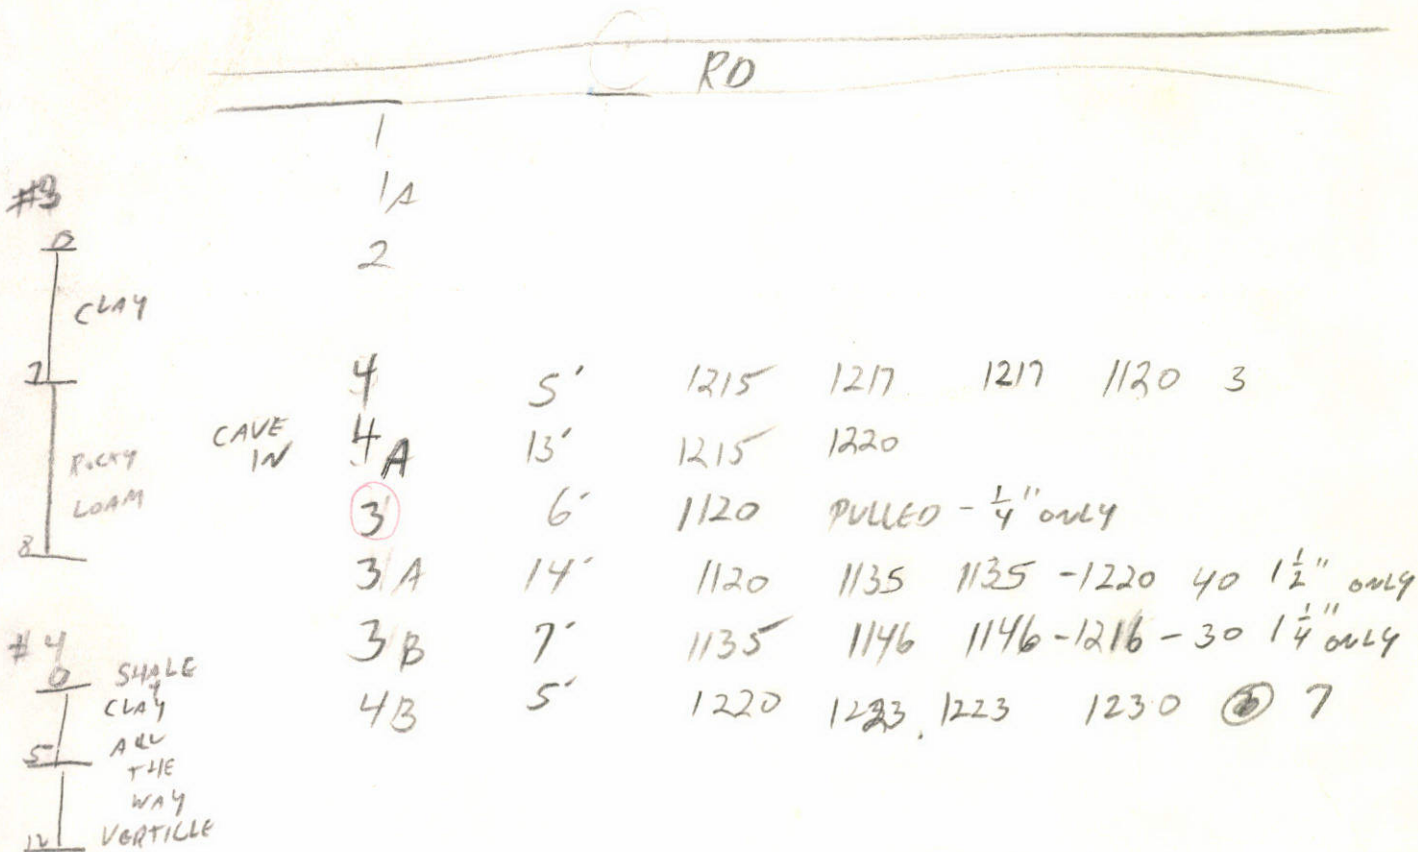 RD
1
1A
2
4 5' 1215 1217 1217 1120 3
CAVE IN 4A 13' 1215 1220
3 6' 1120 PULLED - 1/4" ONLY
3A 14' 1120 1135 1135 - 1220 40 1 1/2" ONLY
3B 7' 1135 1146 1146 - 1216 - 30 1 1/4" ONLY
4B 5' 1220 1223 1223 1230 7
#3
0
CLAY
2
ROCKY
LOAM
8
#4
0 SHALE
CLAY
5 ALL
THE
WAY
12 VERTICLE